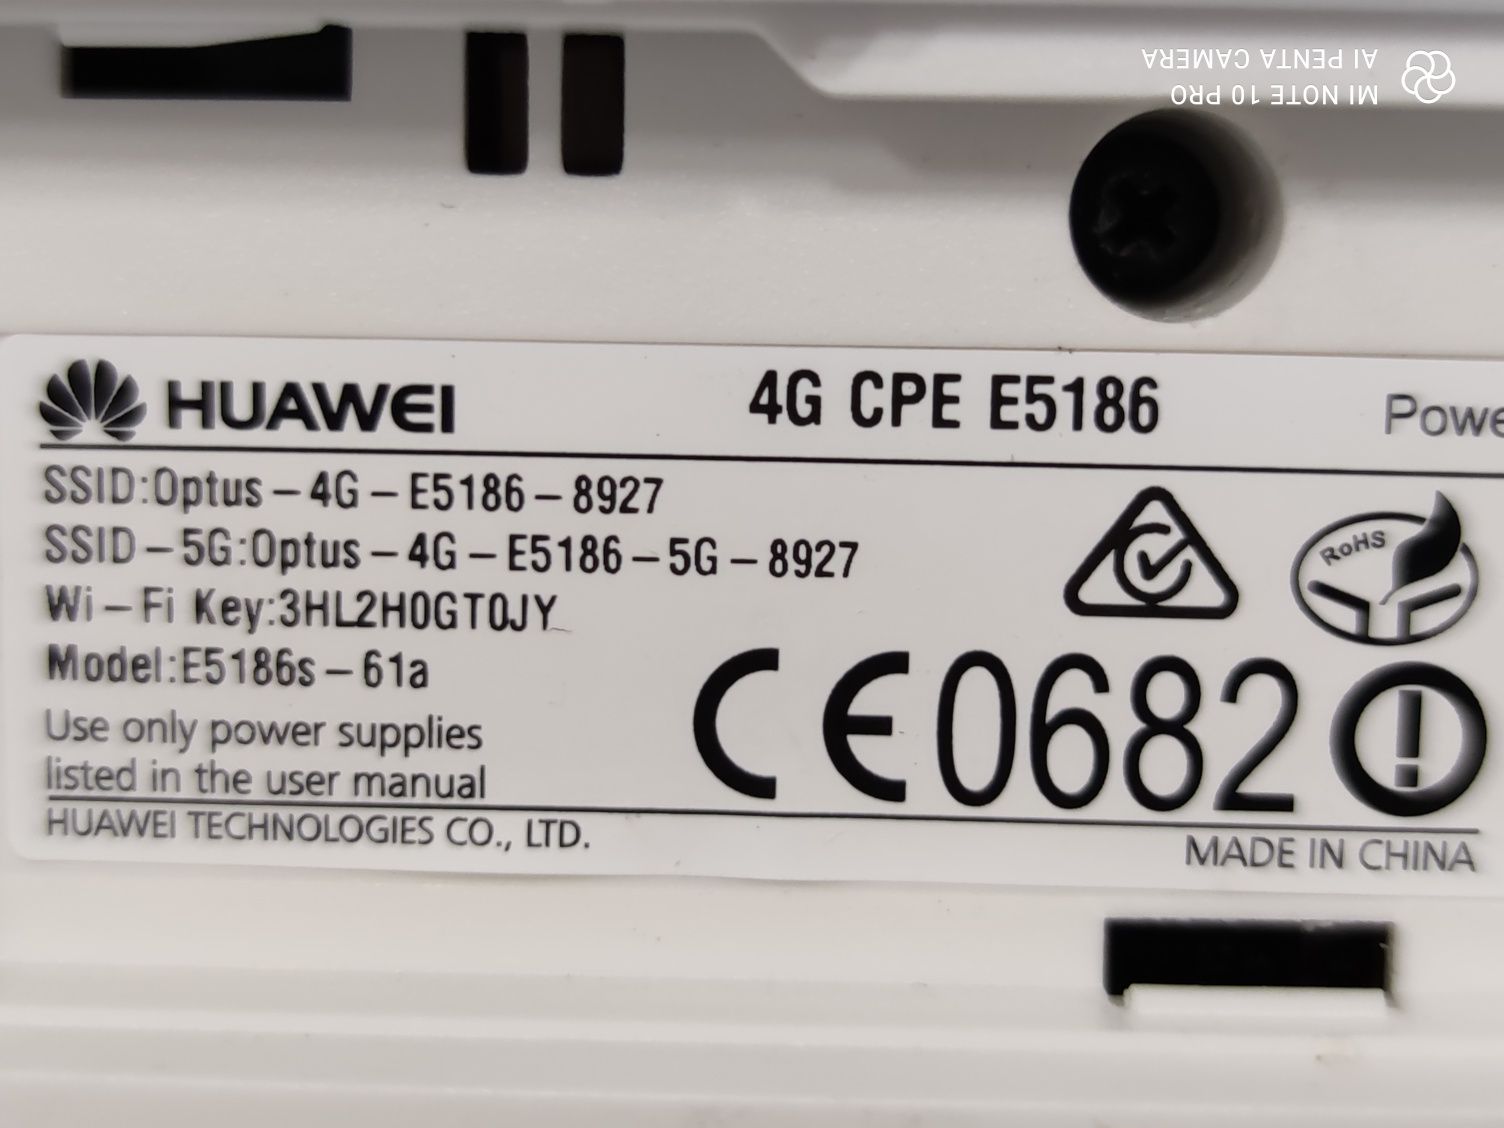 HUAWEI
4G CPE E5186
SSID:Optus-4G-E5186-8927
SSID-5G:Optus-4G-E5186-5G-8927
Wi-Fi Key:3HL2H0GT0JY
Model:E5186s-61a
Use only power supplies
listed in the user manual
RoHS
CE0682
HUAWEI TECHNOLOGIES CO., LTD.
MADE IN CHINA
MI NOTE 10 PRO
AI PENTA CAMERA